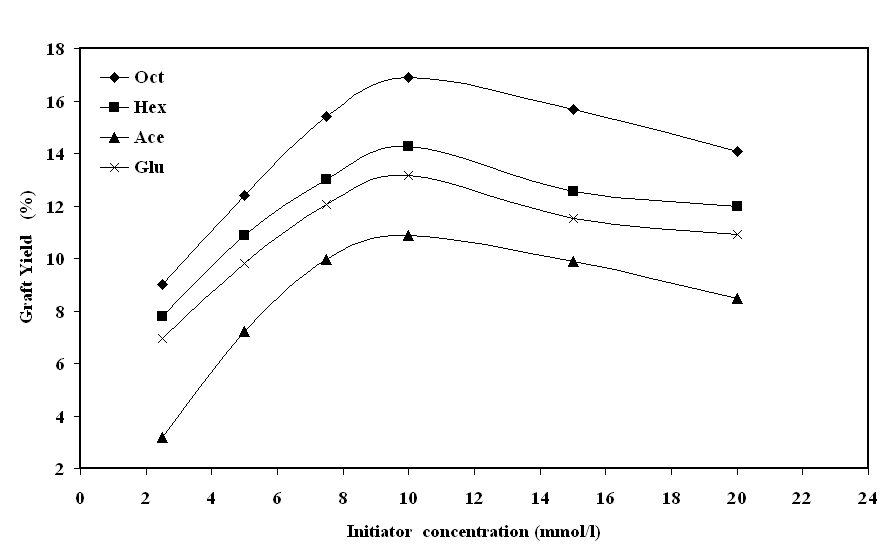 18
16
14
12
10
8
6
4
2
Graft Yield (%)
Oct
Hex
Ace
Glu
0 2 4 6 8 10 12 14 16 18 20 22 24
Initiator concentration (mmol/l)